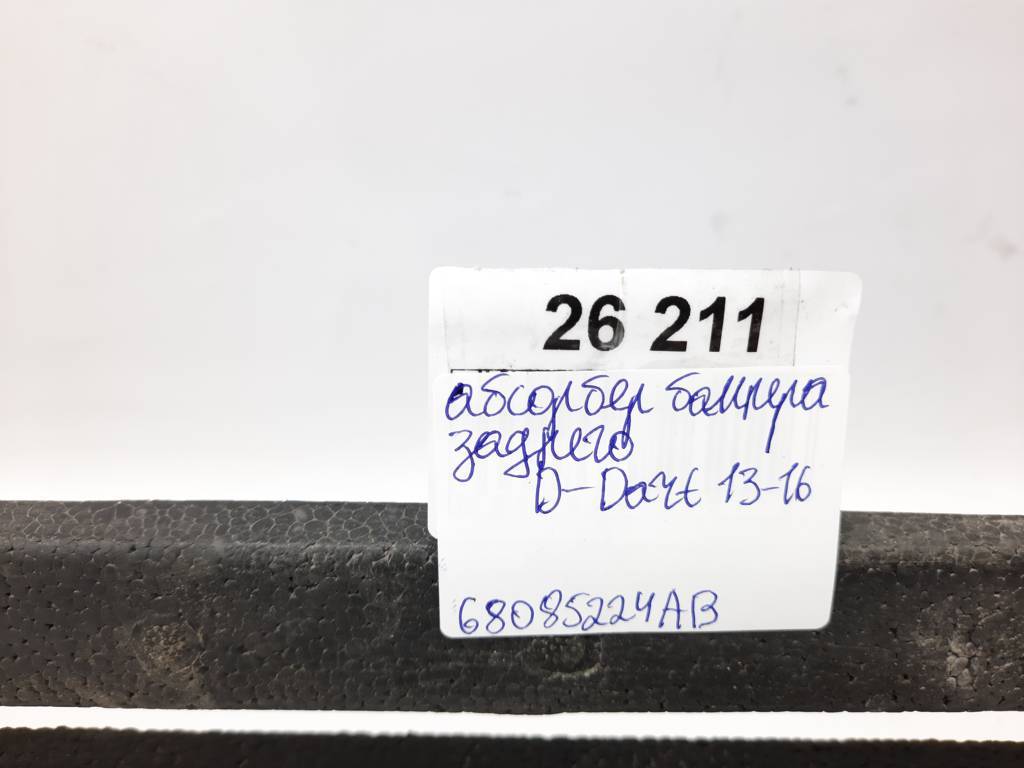 26 211
абсорбер бампера
заднего
D-Dart 13-16
68085224AB